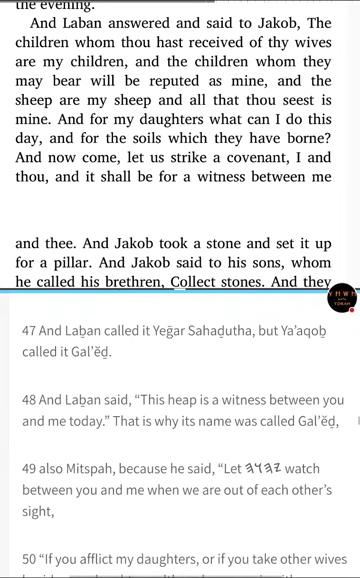 the evening.
And Laban answered and said to Jakob, The
children whom thou hast received of thy wives
are my children, and the children whom they
may bear will be reputed as mine, and the
sheep are my sheep and all that thou seest is
mine. And for my daughters what can I do this
day, and for the soils which they have borne?
And now come, let us strike a covenant, I and
thou, and it shall be for a witness between me
and thee. And Jakob took a stone and set it up
for a pillar. And Jakob said to his sons, whom
he called his brethren, Collect stones. And they
47 And Laḇan called it Yeḡar Sahaḏutha, but Ya’aqoḇ
called it Gal’ĕḏ.
48 And Laḇan said, “This heap is a witness between you
and me today.” That is why its name was called Gal’ĕḏ,
49 also Mitspah, because he said, “Let 𐤉𐤄𐤅𐤄 watch
between you and me when we are out of each other’s
sight,
50 “If you afflict my daughters, or if you take other wives